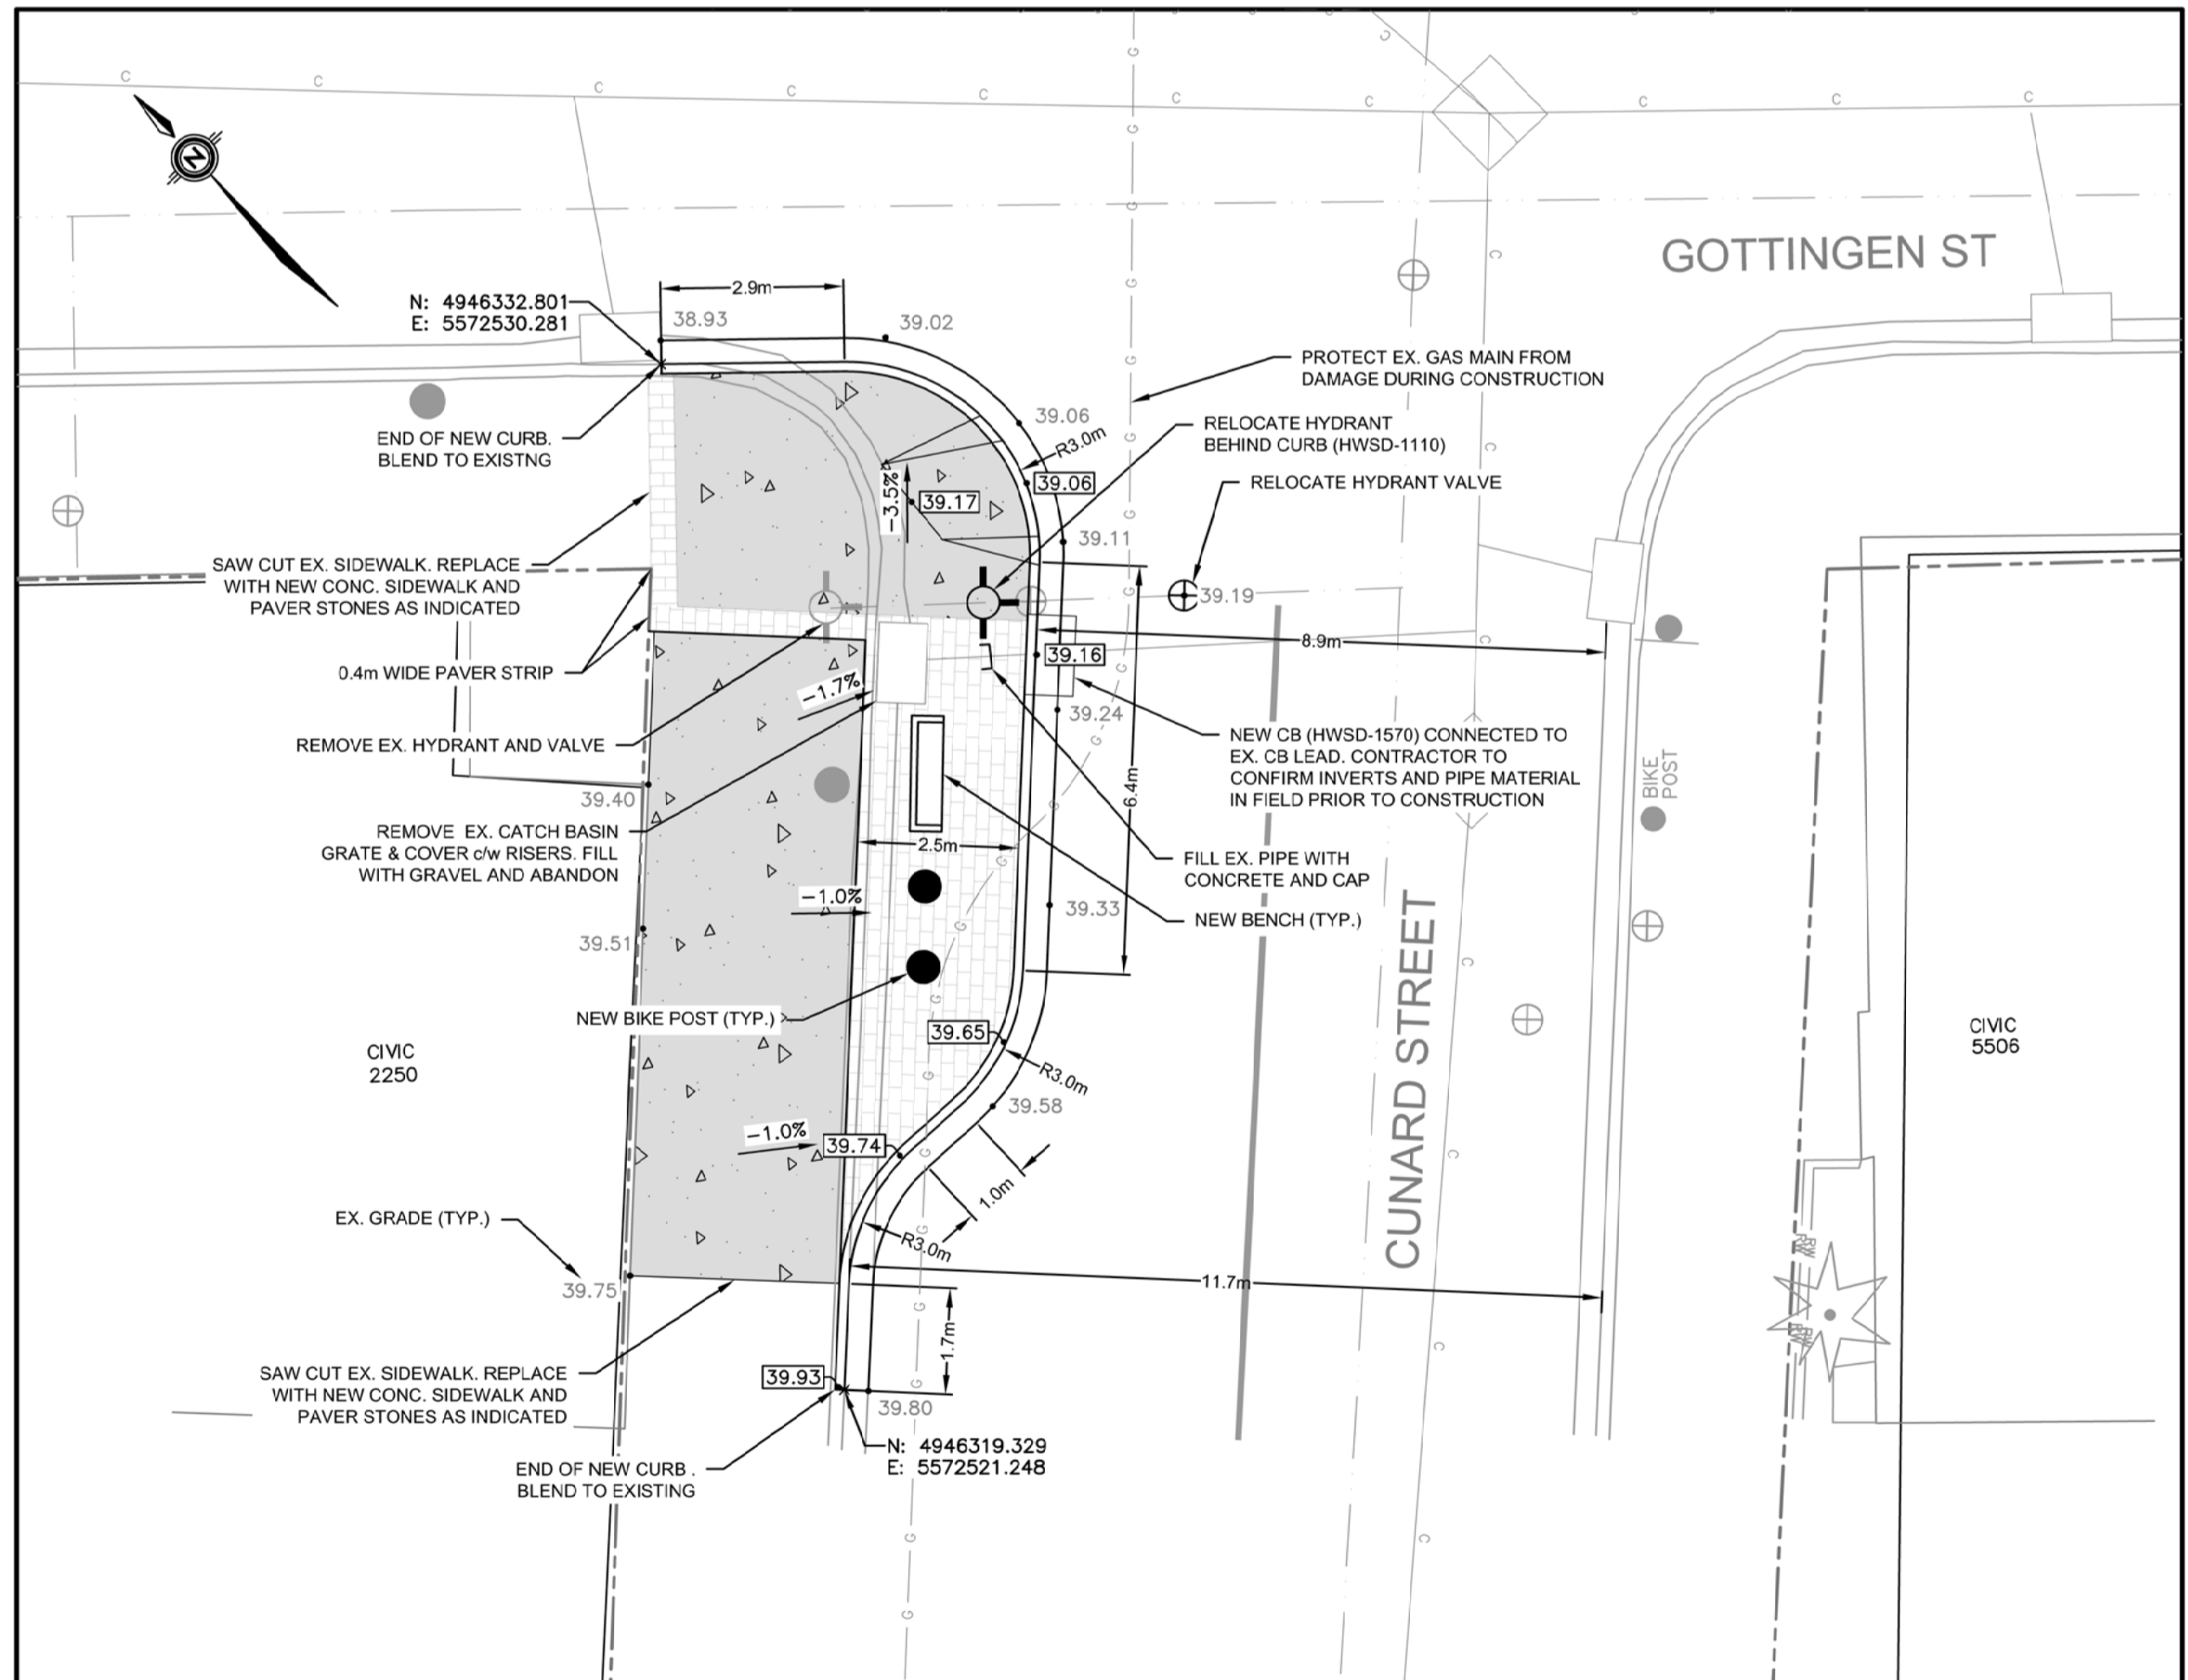 GOTTINGEN ST
N
N: 4946332.801
E: 5572530.281
2.9m
38.93
39.02
PROTECT EX. GAS MAIN FROM
DAMAGE DURING CONSTRUCTION
39.06
R3.0m
RELOCATE HYDRANT
BEHIND CURB (HWSD-1110)
END OF NEW CURB.
BLEND TO EXISTNG
39.06
RELOCATE HYDRANT VALVE
-3.5%
39.17
39.11
SAW CUT EX. SIDEWALK. REPLACE
WITH NEW CONC. SIDEWALK AND
PAVER STONES AS INDICATED
39.19
8.9m
39.16
0.4m WIDE PAVER STRIP
-1.7%
39.24
REMOVE EX. HYDRANT AND VALVE
NEW CB (HWSD-1570) CONNECTED TO
EX. CB LEAD. CONTRACTOR TO
CONFIRM INVERTS AND PIPE MATERIAL
IN FIELD PRIOR TO CONSTRUCTION
BIKE
POST
6.4m
39.40
REMOVE EX. CATCH BASIN
GRATE & COVER c/w RISERS. FILL
WITH GRAVEL AND ABANDON
2.5m
FILL EX. PIPE WITH
CONCRETE AND CAP
-1.0%
39.33
NEW BENCH (TYP.)
39.51
CUNARD STREET
NEW BIKE POST (TYP.)
39.65
CIVIC
2250
CIVIC
5506
R3.0m
39.58
-1.0%
39.74
1.0m
EX. GRADE (TYP.)
R3.0m
39.75
11.7m
1.7m
SAW CUT EX. SIDEWALK. REPLACE
WITH NEW CONC. SIDEWALK AND
PAVER STONES AS INDICATED
39.93
39.80
N: 4946319.329
E: 5572521.248
END OF NEW CURB .
BLEND TO EXISTING